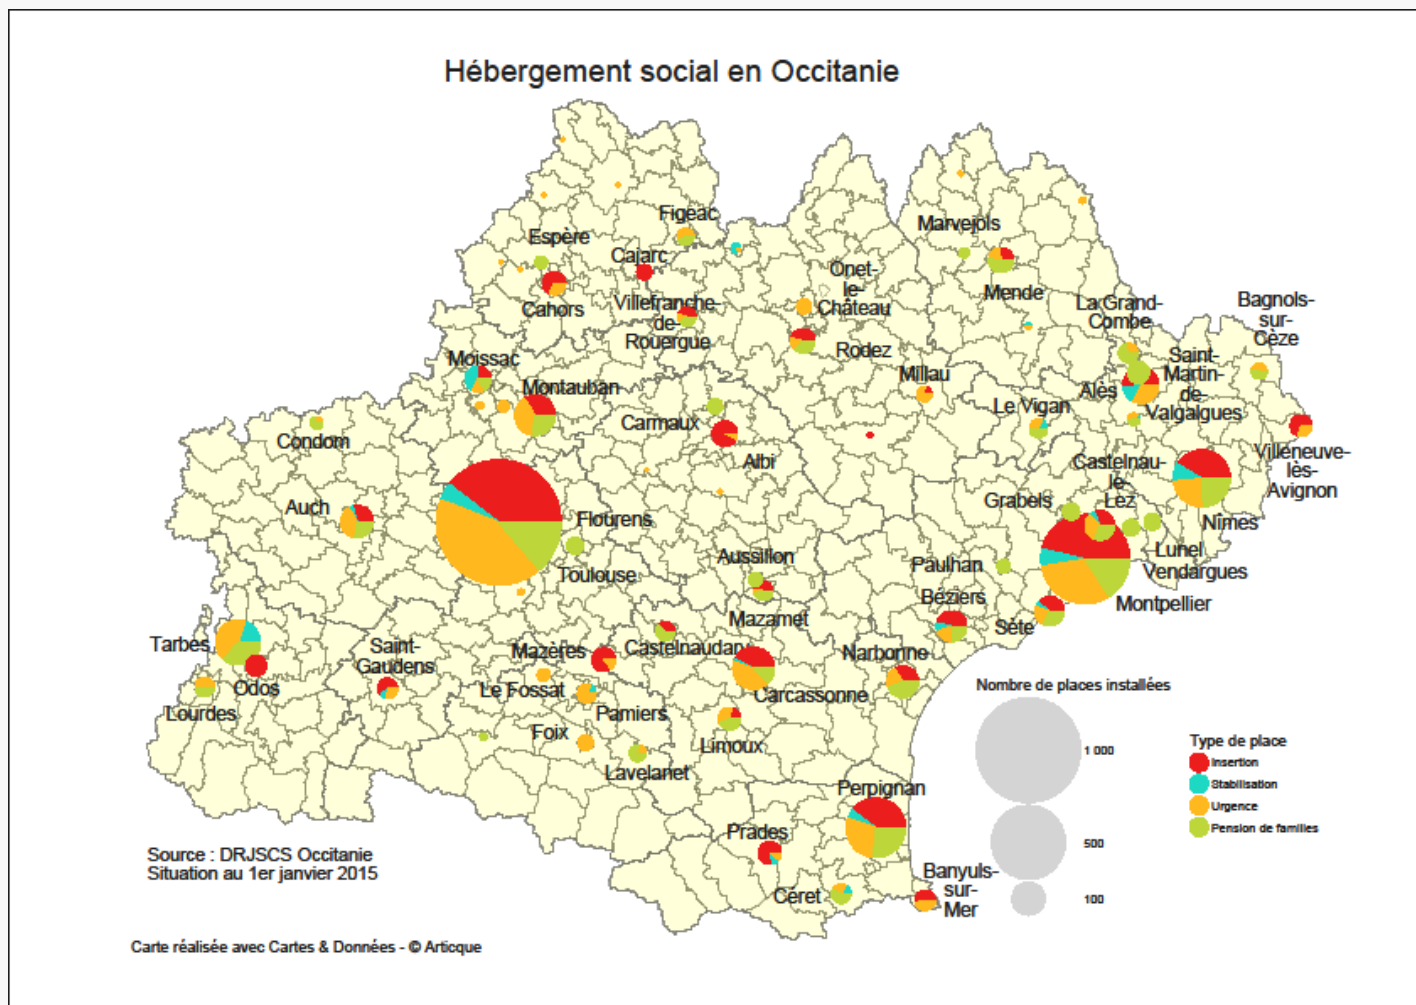 Hébergement social en Occitanie
Figeac
Marvejols
Espère
Cajarc
Onet-
le-
Château
Cahors
Villefranche-
de-
Rouergue
Mende
La Grand-
Combe
Bagnols-
sur-
Cèze
Rodez
Moissac
Montauban
Millau
Alès
Saint-
Martin-
de-
Valgalgues
Le Vigan
Condom
Carmaux
Albi
Villeneuve-
lès-
Avignon
Castelnau-
le-
Lez
Grabels
Nîmes
Auch
Flourens
Toulouse
Aussillon
Paulhan
Lunel
Vendargues
Montpellier
Mazamet
Béziers
Sète
Tarbes
Saint-
Gaudens
Mazères
Castelnaudary
Narbonne
Odos
Le Fossat
Carcassonne
Lourdes
Pamiers
Foix
Limoux
Lavelanet
Perpignan
Prades
Céret
Banyuls-
sur-
Mer
Nombre de places installées
1 000
500
100
Type de place
Insertion
Stabilisation
Urgence
Pension de familles
Source : DRJSCS Occitanie
Situation au 1er janvier 2015
Carte réalisée avec Cartes & Données - © Articque